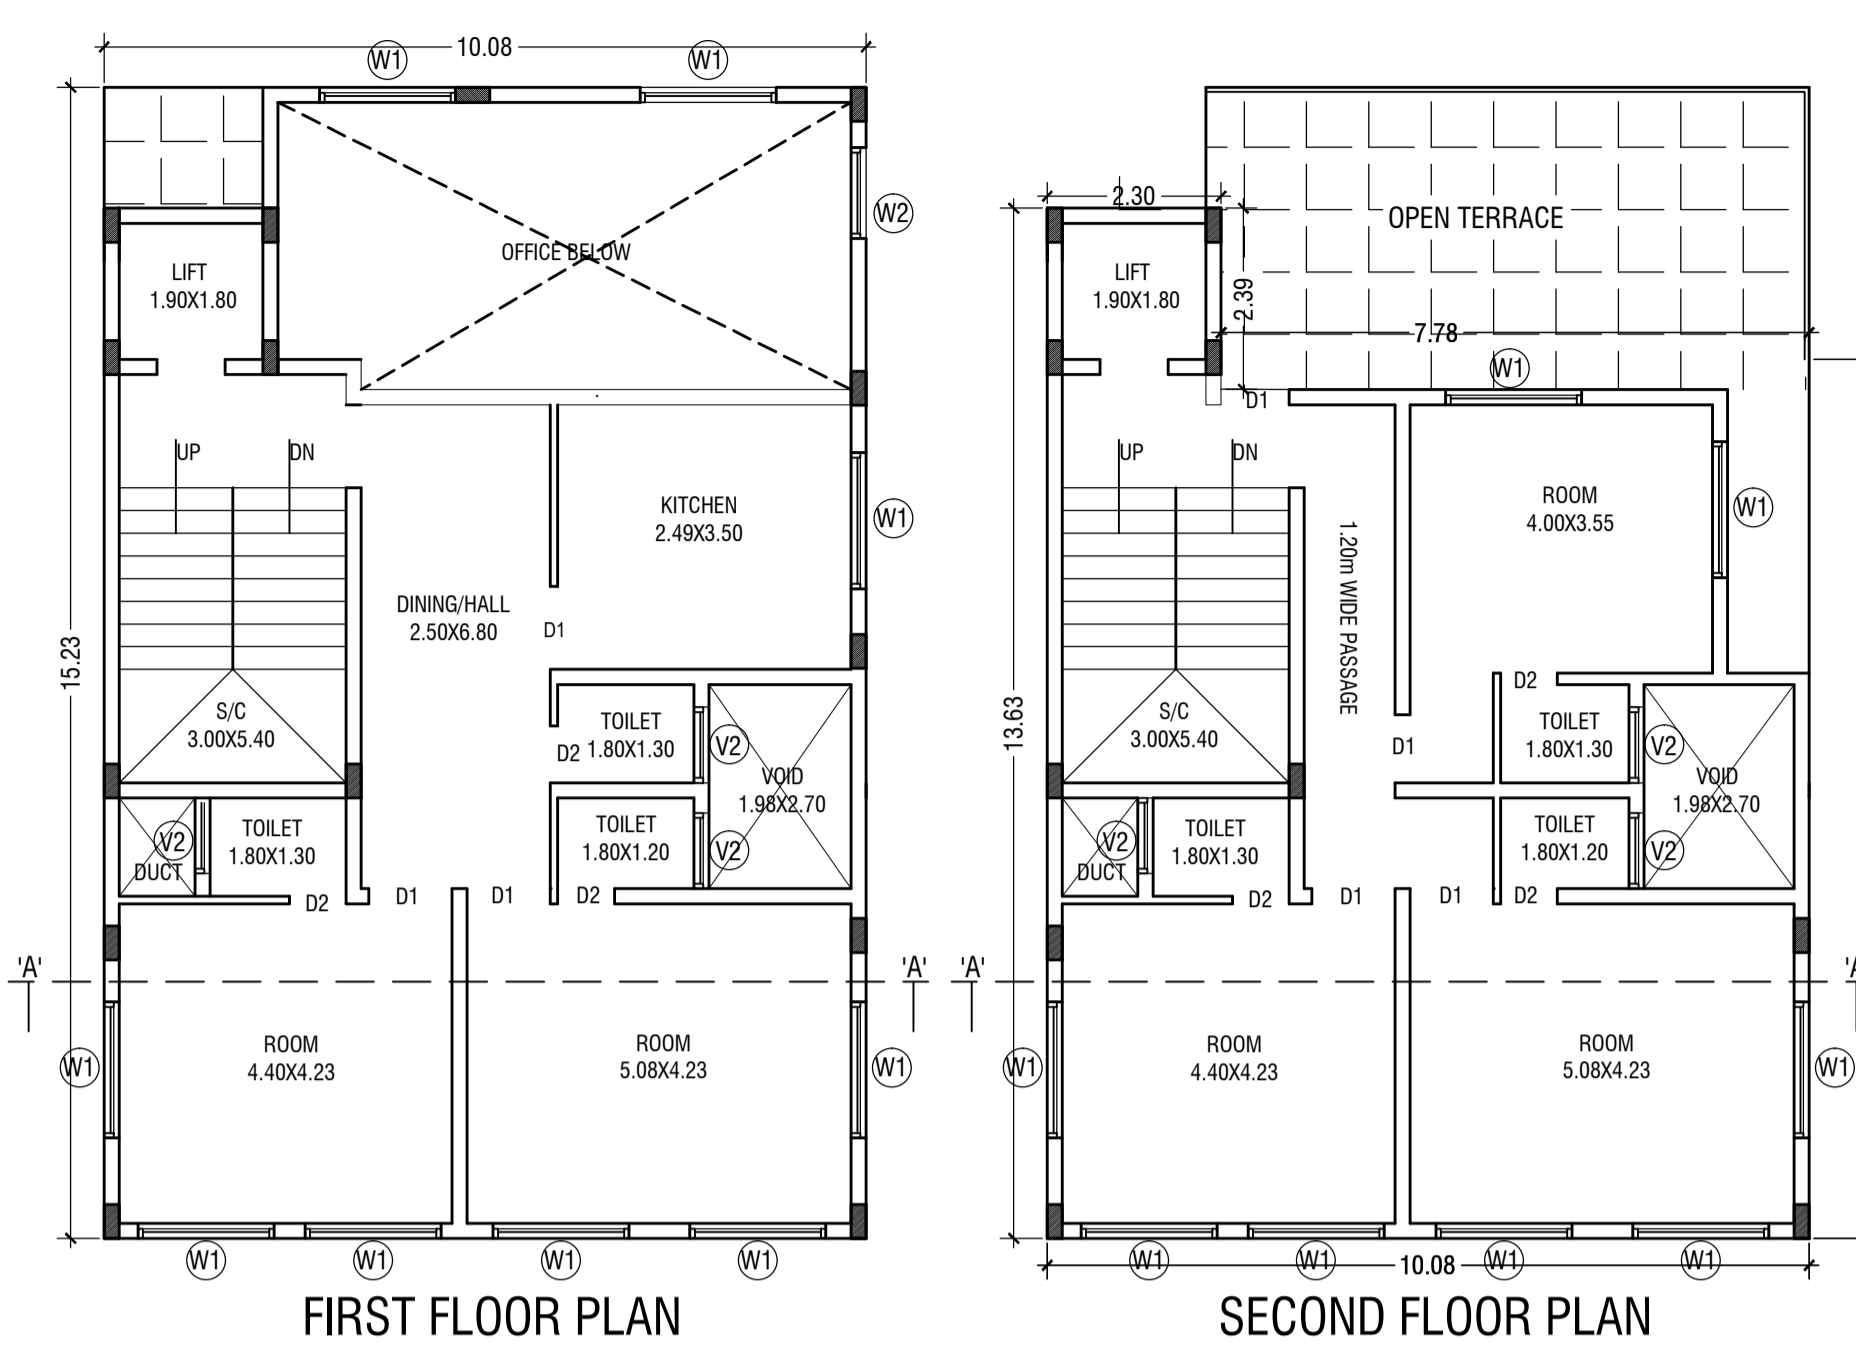 10.08
W1
W1
W2
OFFICE BELOW
LIFT
1.90X1.80
UP
DN
KITCHEN
2.49X3.50
W1
DINING/HALL
2.50X6.80
D1
15.23
S/C
3.00X5.40
TOILET
1.80X1.30
D2
V2
VOID
1.98X2.70
V2
DUCT
TOILET
1.80X1.30
TOILET
1.80X1.20
V2
D2
D1
D1
D2
'A'
'A'
ROOM
4.40X4.23
ROOM
5.08X4.23
W1
W1
W1
W1
W1
W1
FIRST FLOOR PLAN
2.30
OPEN TERRACE
LIFT
1.90X1.80
2.39
7.78
W1
D1
UP
DN
ROOM
4.00X3.55
W1
1.20m WIDE PASSAGE
13.63
S/C
3.00X5.40
D2
TOILET
1.80X1.30
D1
V2
VOID
1.98X2.70
V2
DUCT
TOILET
1.80X1.30
TOILET
1.80X1.20
V2
D2
D1
D1
D2
'A'
'A
ROOM
4.40X4.23
ROOM
5.08X4.23
W1
W1
W1
W1
10.08
W1
W1
SECOND FLOOR PLAN